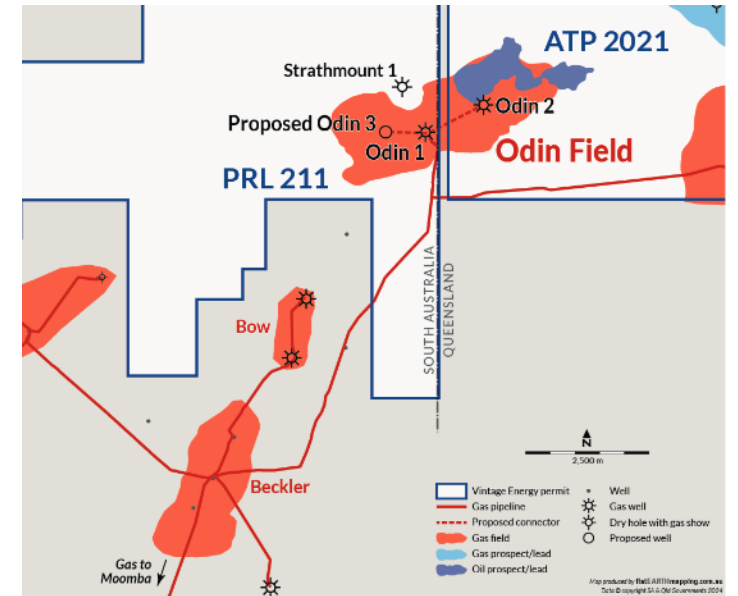 ATP 2021
Strathmount 1
Odin 2
Proposed Odin 3
Odin 1
Odin Field
PRL 211
SOUTH AUSTRALIA
QUEENSLAND
Bow
N
2,500 m
Beckler
Vintage Energy permit
Gas pipeline
Proposed connector
Gas field
Gas prospect/lead
Oil prospect/lead
Well
Gas well
Dry hole with gas show
Proposed well
Gas to
Moomba
Map produced by flatEARTHmapping.com.au
Data © copyright SA & Qld Governments 2024